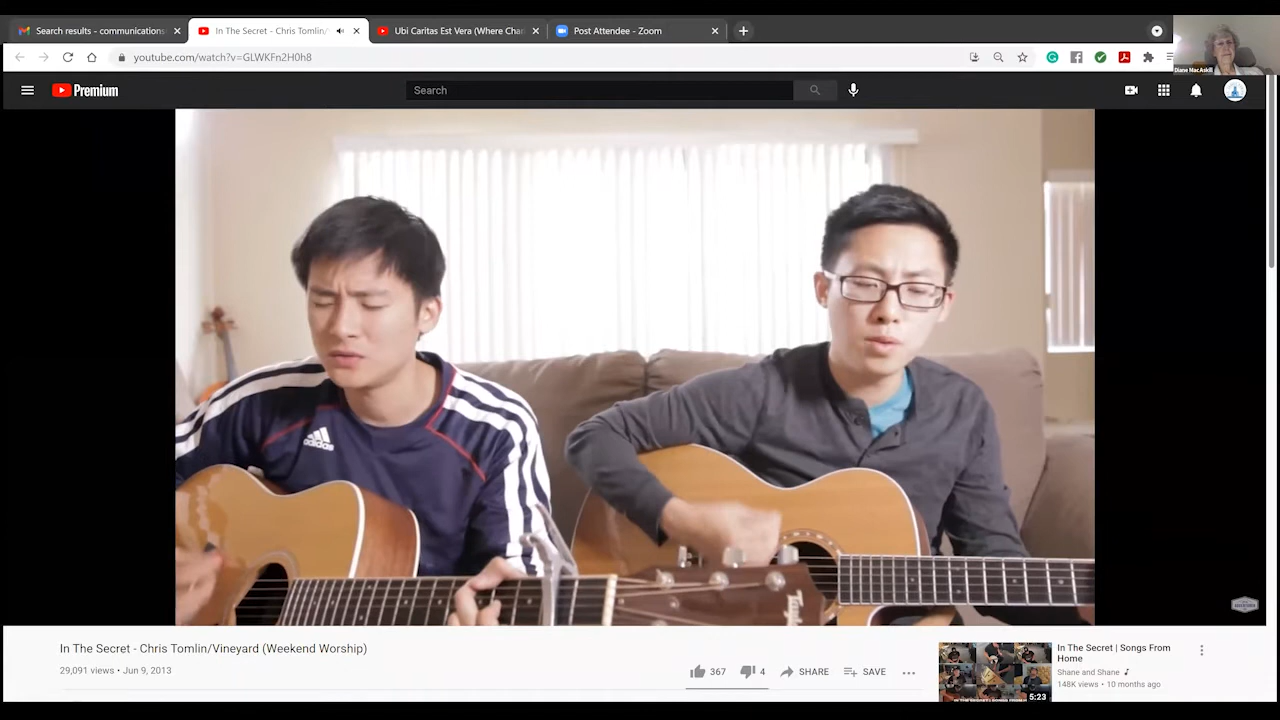 Search results - communications
In The Secret - Chris Tomlin/
Ubi Caritas Est Vera (Where Char
Post Attendee - Zoom
youtube.com/watch?v=GLWKFn2H0h8
Diane MacAskill
Premium
Search
adidas
In The Secret - Chris Tomlin/Vineyard (Weekend Worship)
29,091 views • Jun 9, 2013
367
4
SHARE
SAVE
In The Secret | Songs From
Home
Shane and Shane
148K views • 10 months ago
5:23